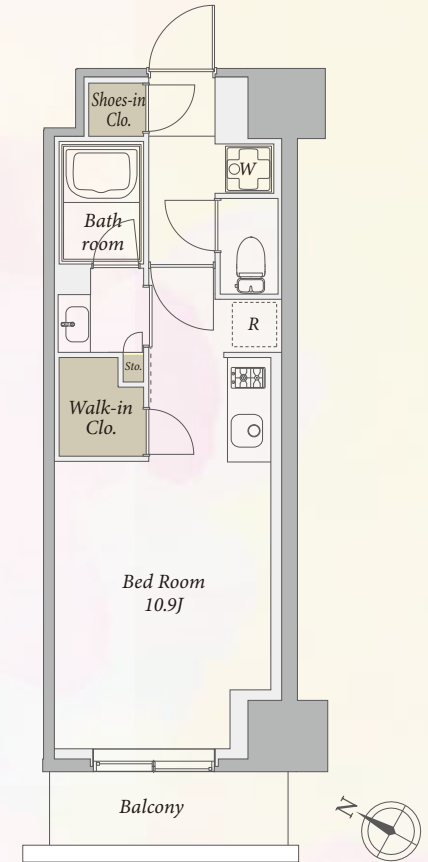 Shoes-in
Clo.
W
Bath
room
R
Sto.
Walk-in
Clo.
Bed Room
10.9J
Balcony
N